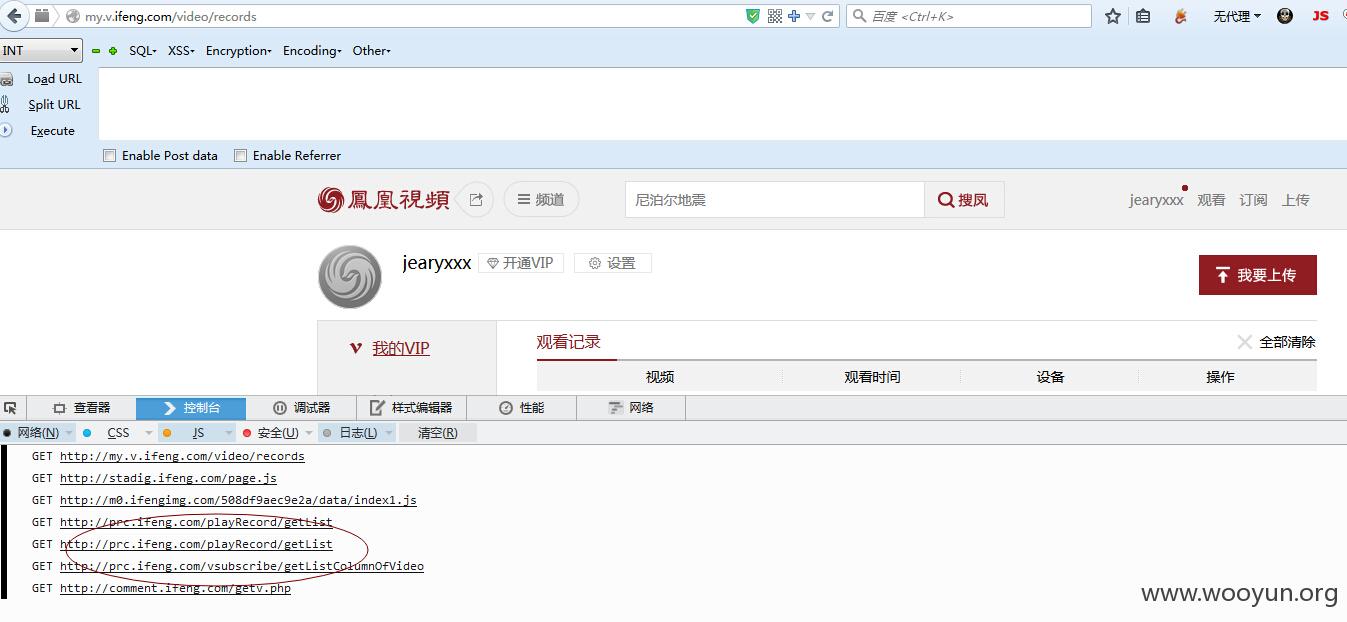 my.v.ifeng.com/video/records
百度 <Ctrl+K>
无代理
JS
INT
SQL- XSS- Encryption- Encoding- Other-
Load URL
Split URL
Execute
Enable Post data Enable Referrer
鳳凰視頻
频道
尼泊尔地震
搜凤
jearyxxx 观看 订阅 上传
jearyxxx 开通VIP 设置
我要上传
我的VIP
观看记录
全部清除
视频 观看时间 设备 操作
查看器 控制台 调试器 样式编辑器 性能 网络
网络(N) CSS JS 安全(U) 日志(L) 清空(R)
GET http://my.v.ifeng.com/video/records
GET http://stadig.ifeng.com/page.js
GET http://m0.ifengimg.com/508df9aec9e2a/data/index1.js
GET http://prc.ifeng.com/playRecord/getList
GET http://prc.ifeng.com/playRecord/getList
GET http://prc.ifeng.com/vsubscribe/getListColumnOfVideo
GET http://comment.ifeng.com/getv.php
www.wooyun.org